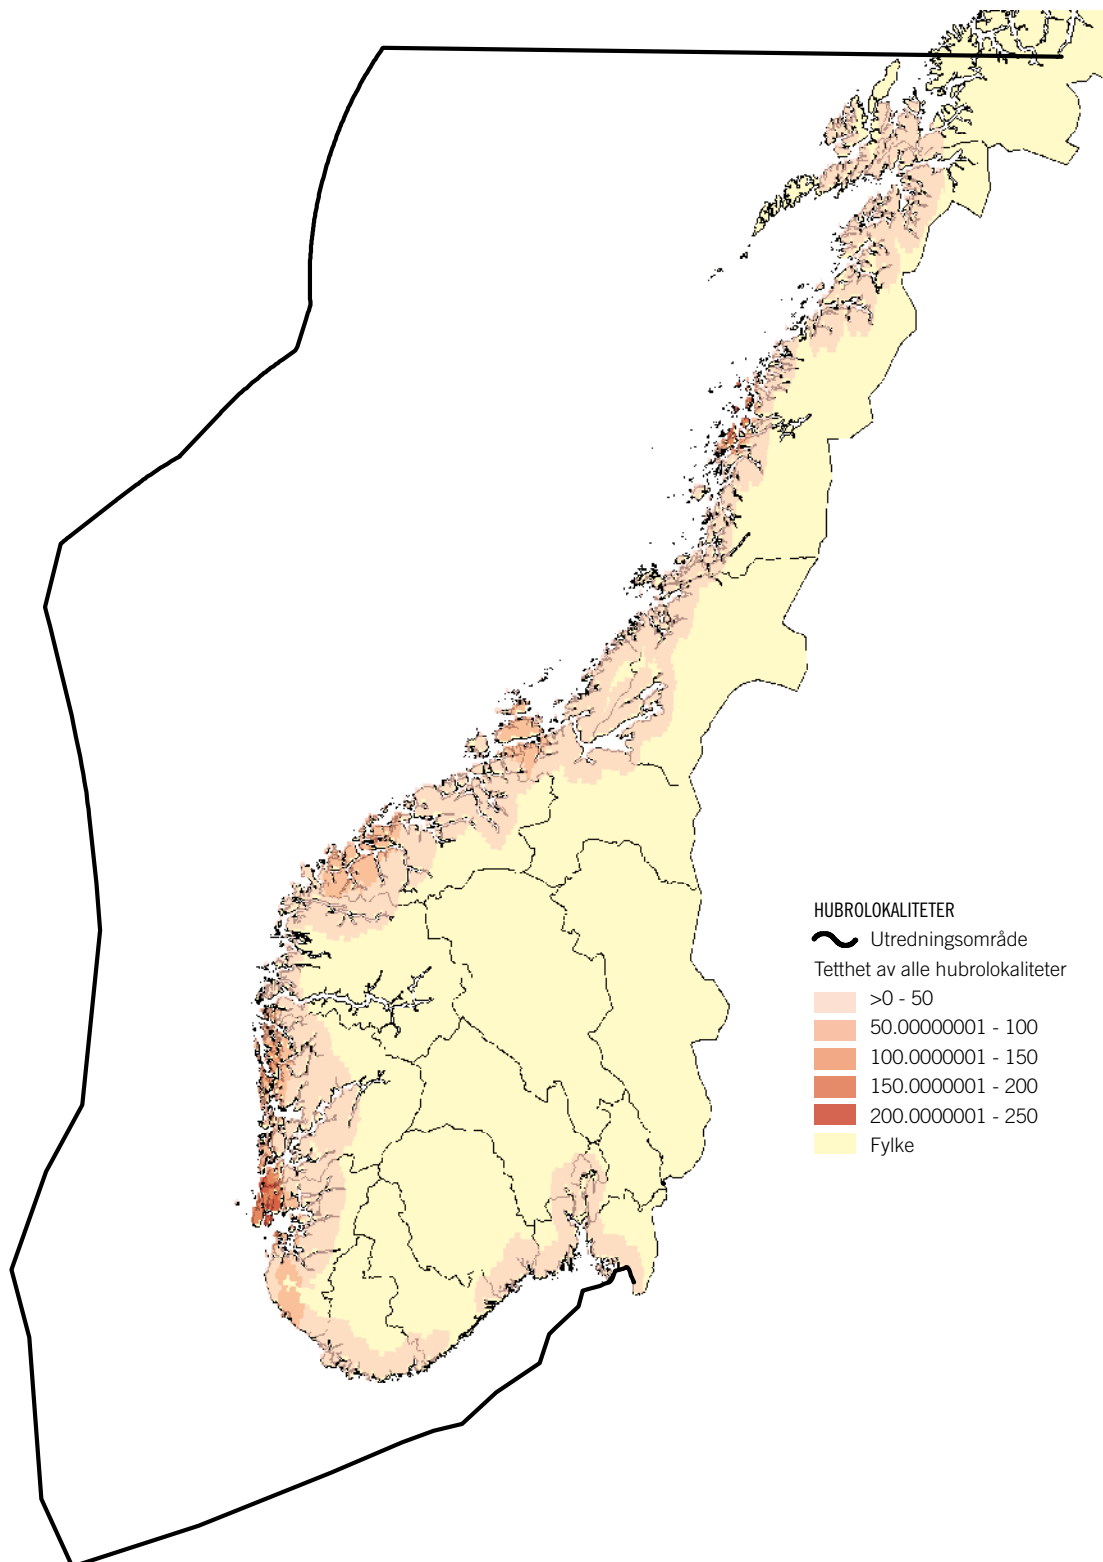 HUBROLOKALITETER
Utredningsområde
Tetthet av alle hubrolokaliteter
>0 - 50
50.00000001 - 100
100.0000001 - 150
150.0000001 - 200
200.0000001 - 250
Fylke